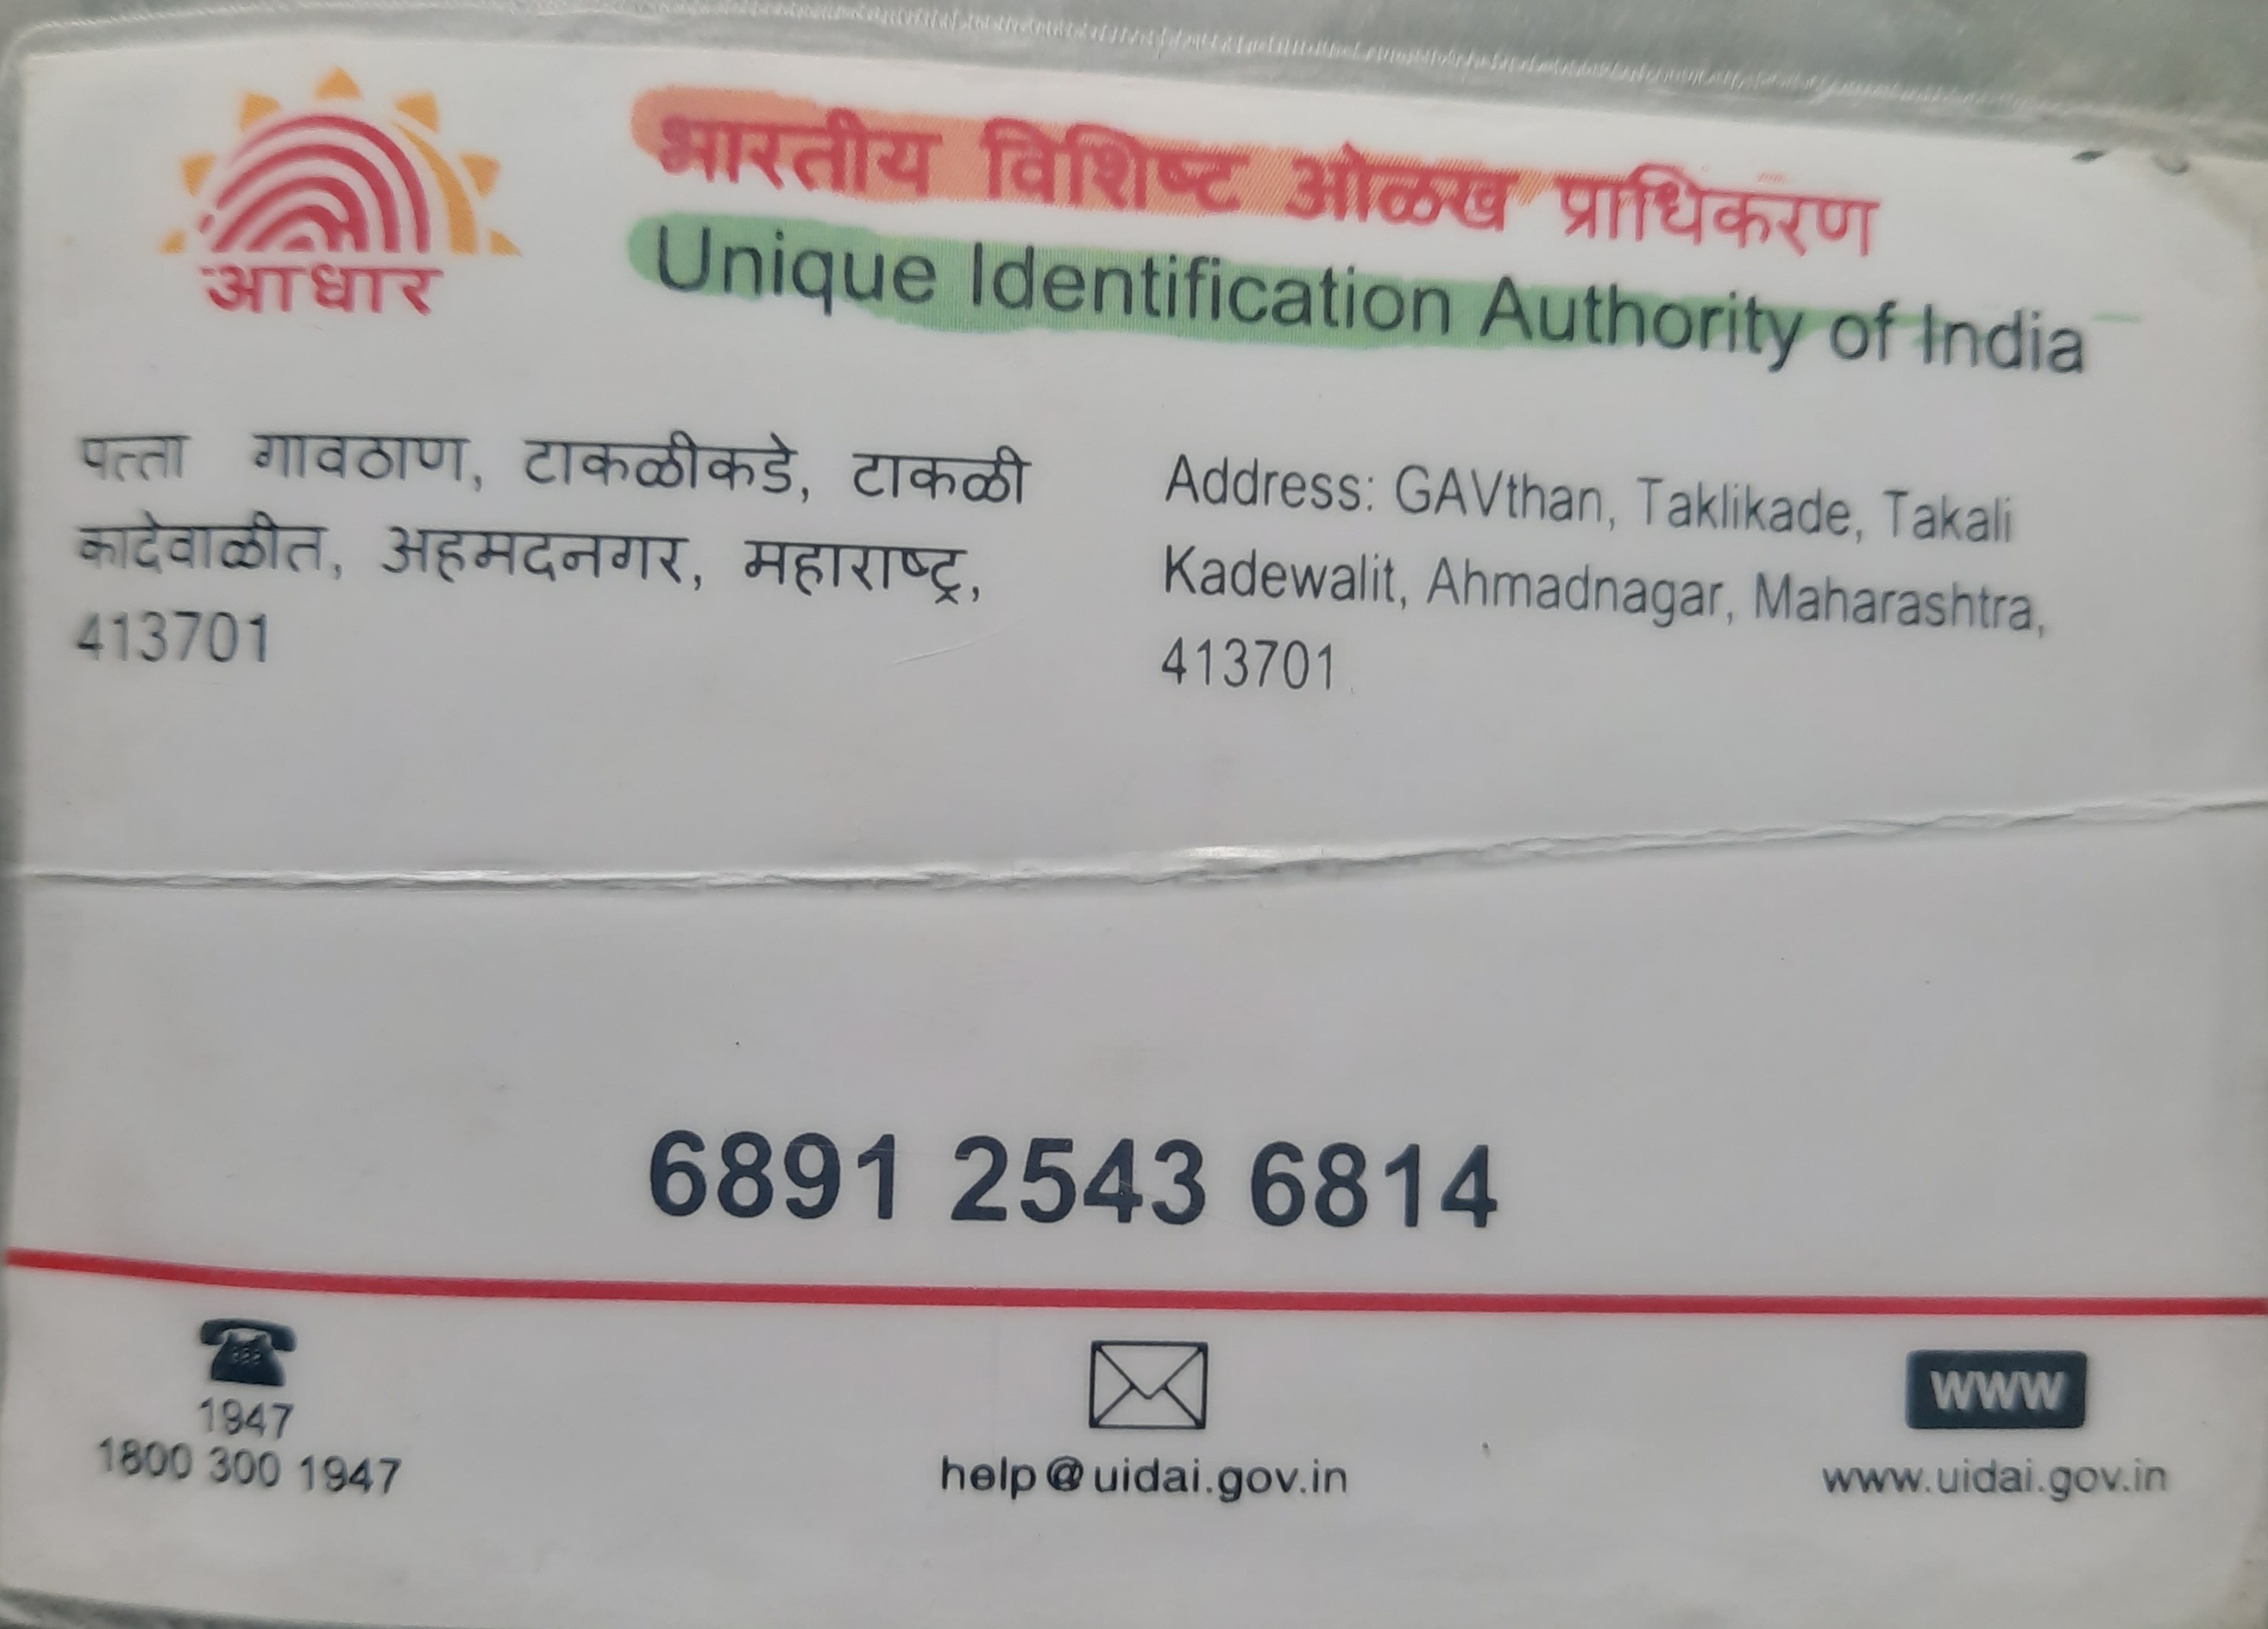 आधार
भारतीय विशिष्ट ओळख प्राधिकरण
Unique Identification Authority of India
पत्ता गावठाण, टाकळीकडे, टाकळी
कादेवाळीत, अहमदनगर, महाराष्ट्र,
413701
Address: GAVthan, Taklikade, Takali
Kadewalit, Ahmadnagar, Maharashtra,
413701
6891 2543 6814
1947
1800 300 1947
help@uidai.gov.in
WWW
www.uidai.gov.in